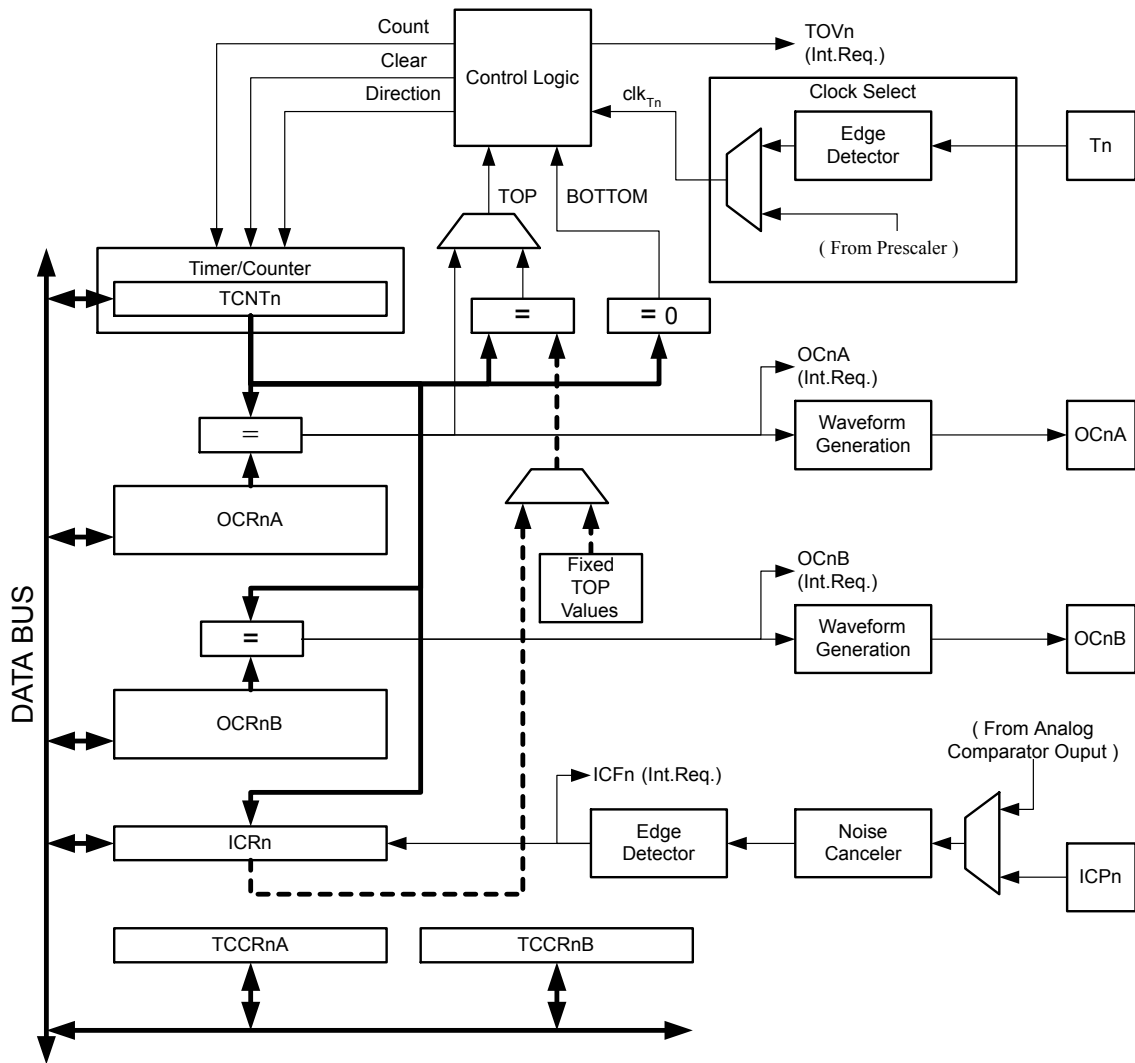 Count
Clear
Direction
Control Logic
TOVn
(Int.Req.)
clkTn
Clock Select
Edge
Detector
Tn
( From Prescaler )
TOP
BOTTOM
Timer/Counter
TCNTn
=
= 0
OCnA
(Int.Req.)
=
Waveform
Generation
OCnA
OCRnA
Fixed
TOP
Values
OCnB
(Int.Req.)
=
Waveform
Generation
OCnB
OCRnB
DATA BUS
( From Analog
Comparator Ouput )
ICFn (Int.Req.)
ICRn
Edge
Detector
Noise
Canceler
ICPn
TCCRnA
TCCRnB